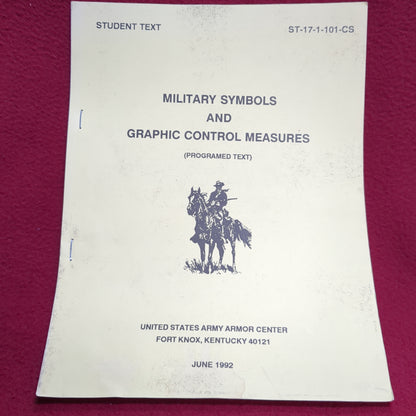 STUDENT TEXT ST-17-1-101-CS
MILITARY SYMBOLS
AND
GRAPHIC CONTROL MEASURES
(PROGRAMED TEXT)
UNITED STATES ARMY ARMOR CENTER
FORT KNOX, KENTUCKY 40121
JUNE 1992